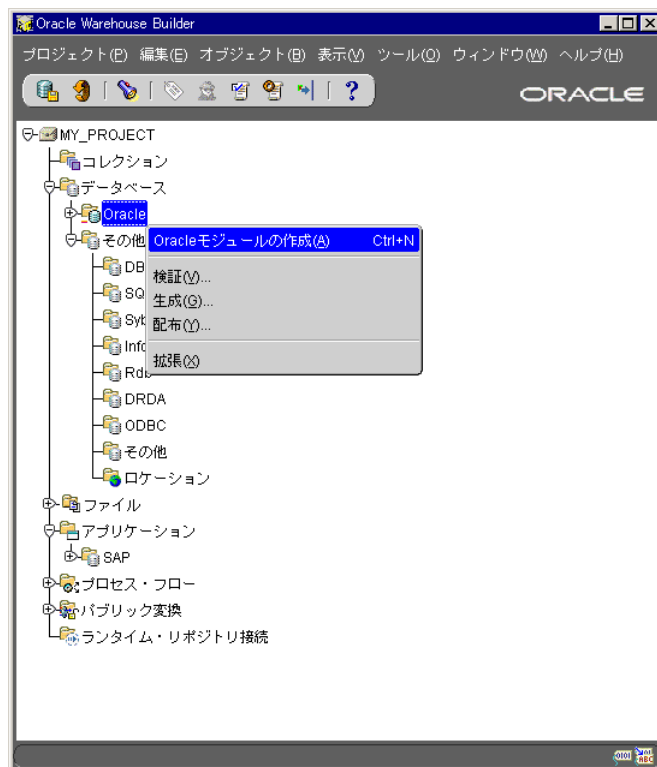 Oracle Warehouse Builder
プロジェクト(P) 編集(E) オブジェクト(B) 表示(V) ツール(O) ウィンドウ(W) ヘルプ(H)
ORACLE
MY_PROJECT
コレクション
データベース
Oracle
その他
Oracleモジュールの作成(A) Ctrl+N
検証(V)...
生成(G)...
配布(Y)...
拡張(X)
DB
SQ
Syb
Info
Rdb
DRDA
ODBC
その他
ロケーション
ファイル
アプリケーション
SAP
プロセス・フロー
パブリック変換
ランタイム・リポジトリ接続